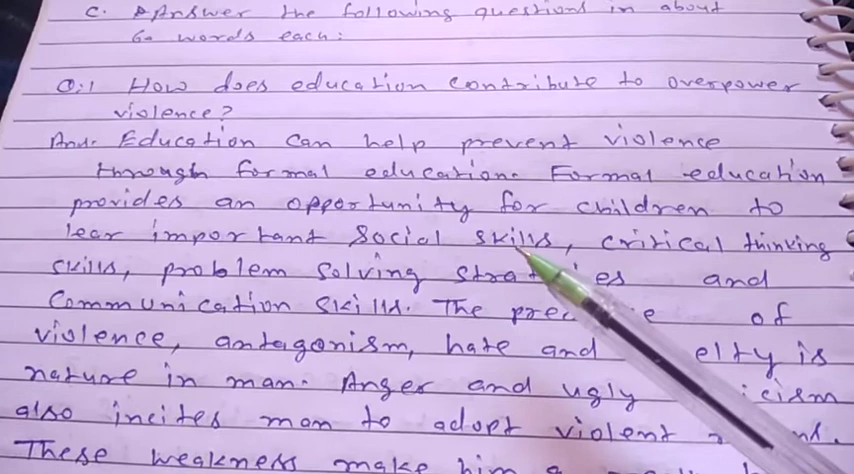 C. Answer the following questions in about
60 words each:
Q:1 How does education contribute to overpower
violence?
Ans. Education can help prevent violence
through formal education. Formal education
provides an opportunity for children to
lear important social skills, critical thinking
skills, problem solving and
Communication skills. The of
violence, antagonism, hate and is
nature in man. Anger and ugly
also incites man to adopt violent
These weakness make him